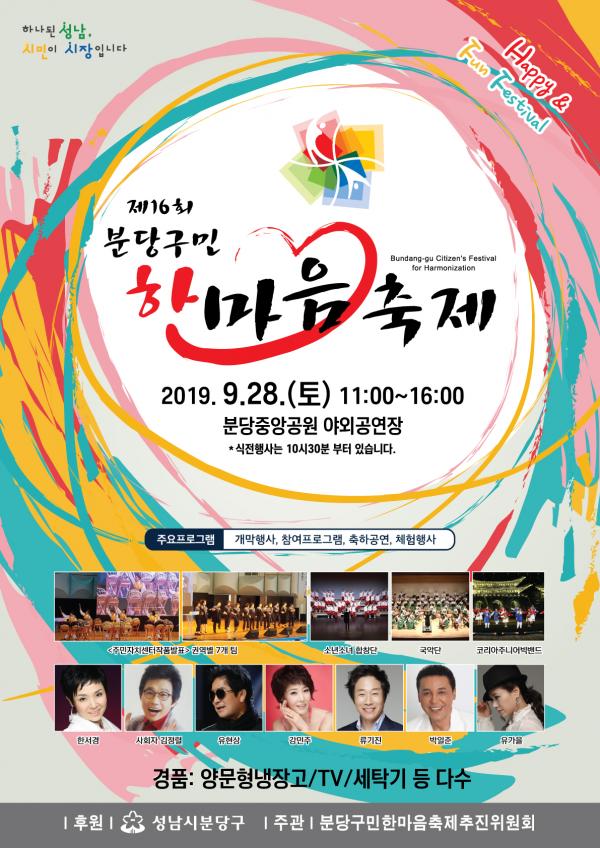 하나된 성남,
시민이 시장입니다
Happy &
Fun Festival
제16회
분당구민
한마음축제
Bundang-gu Citizen's Festival
for Harmonization
2019. 9.28.(토) 11:00~16:00
분당중앙공원 야외공연장
*식전행사는 10시30분 부터 있습니다.
주요프로그램 개막행사, 참여프로그램, 축하공연, 체험행사
<주민자치센터작품발표> 권역별 7개 팀 소년소녀 합창단 국악단 코리아주니어빅밴드
한서경 사회자 김정렬 유현상 김민주 류기진 박일준 유가을
경품: 양문형냉장고/TV/세탁기 등 다수
| 후원 | 성남시분당구 | 주관 | 분당구민한마음축제추진위원회